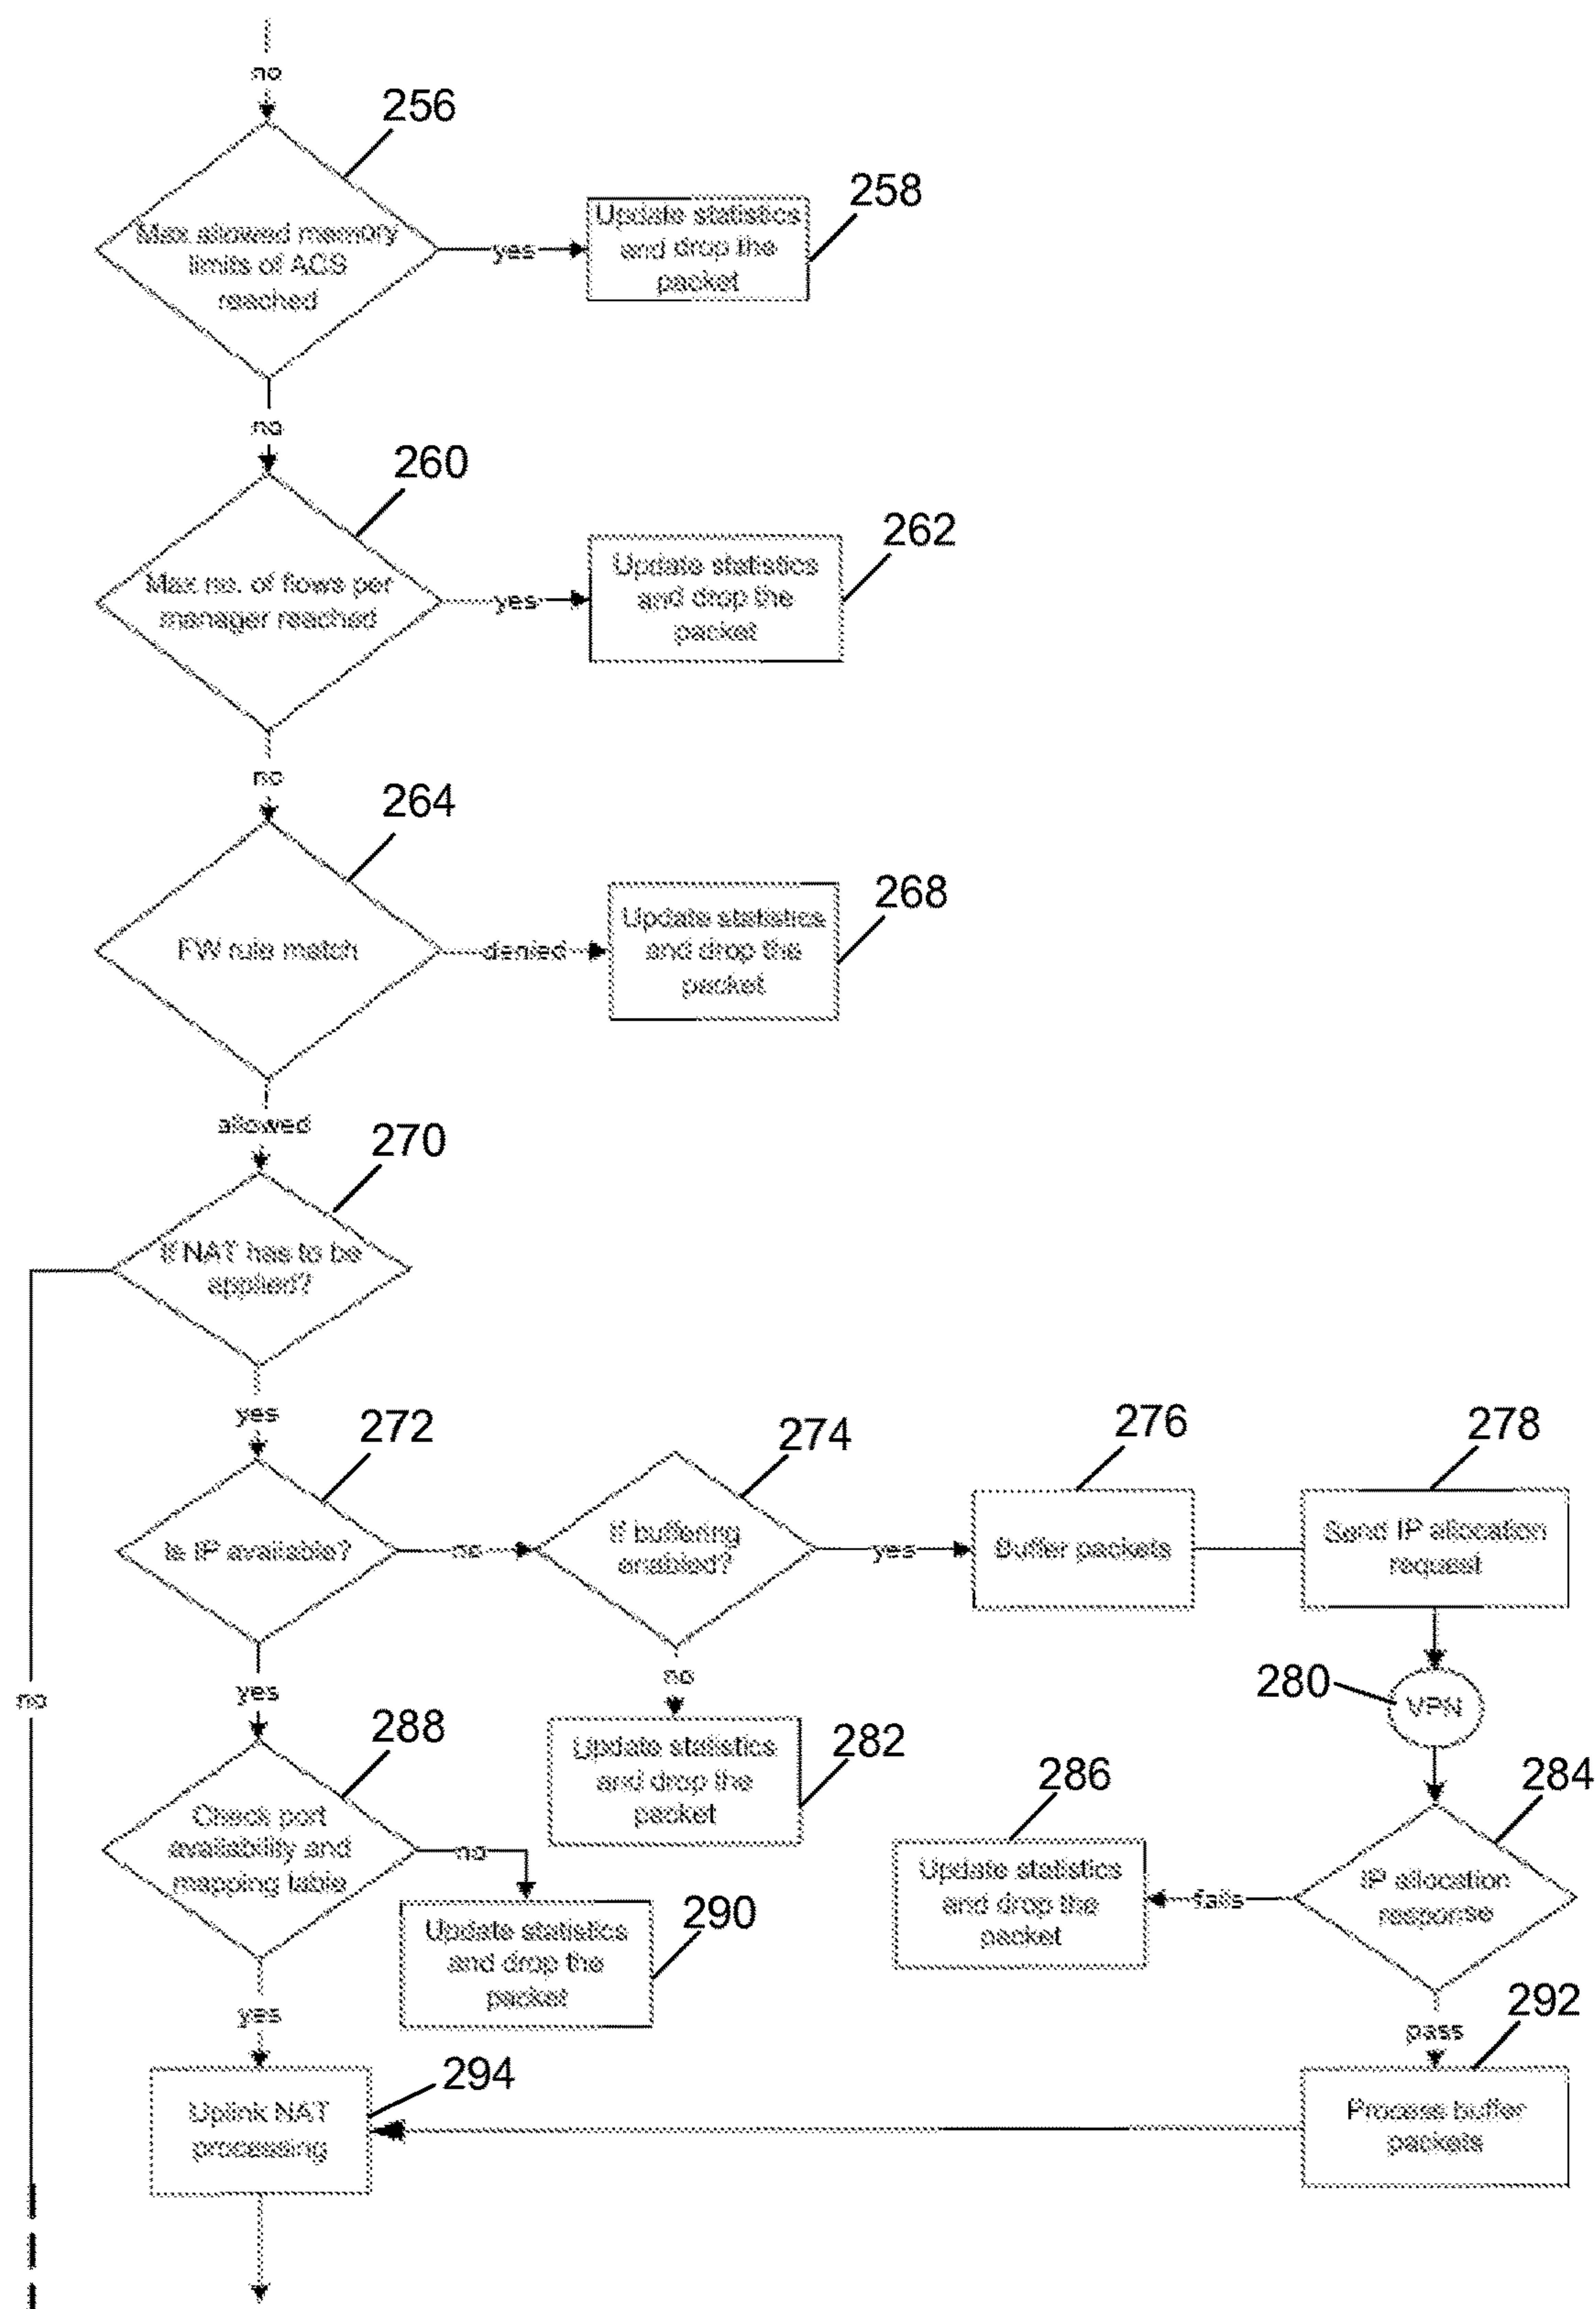 no
256
Max allowed memory
limits of ACS
reached
yes
258
Update statistics
and drop the
packet
no
260
Max no. of flows per
manager reached
yes
262
Update statistics
and drop the
packet
no
264
FW rule match
denied
268
Update statistics
and drop the
packet
allowed
270
If NAT has to be
applied?
yes
272
Is IP available?
no
274
If buffering
enabled?
yes
276
Buffer packets
278
Send IP allocation
request
no
yes
no
280
VPN
288
Check port
availability and
mapping table
no
282
Update statistics
and drop the
packet
286
Update statistics
and drop the
packet
fails
284
IP allocation
response
290
Update statistics
and drop the
packet
yes
pass
292
294
Uplink NAT
processing
Process buffer
packets